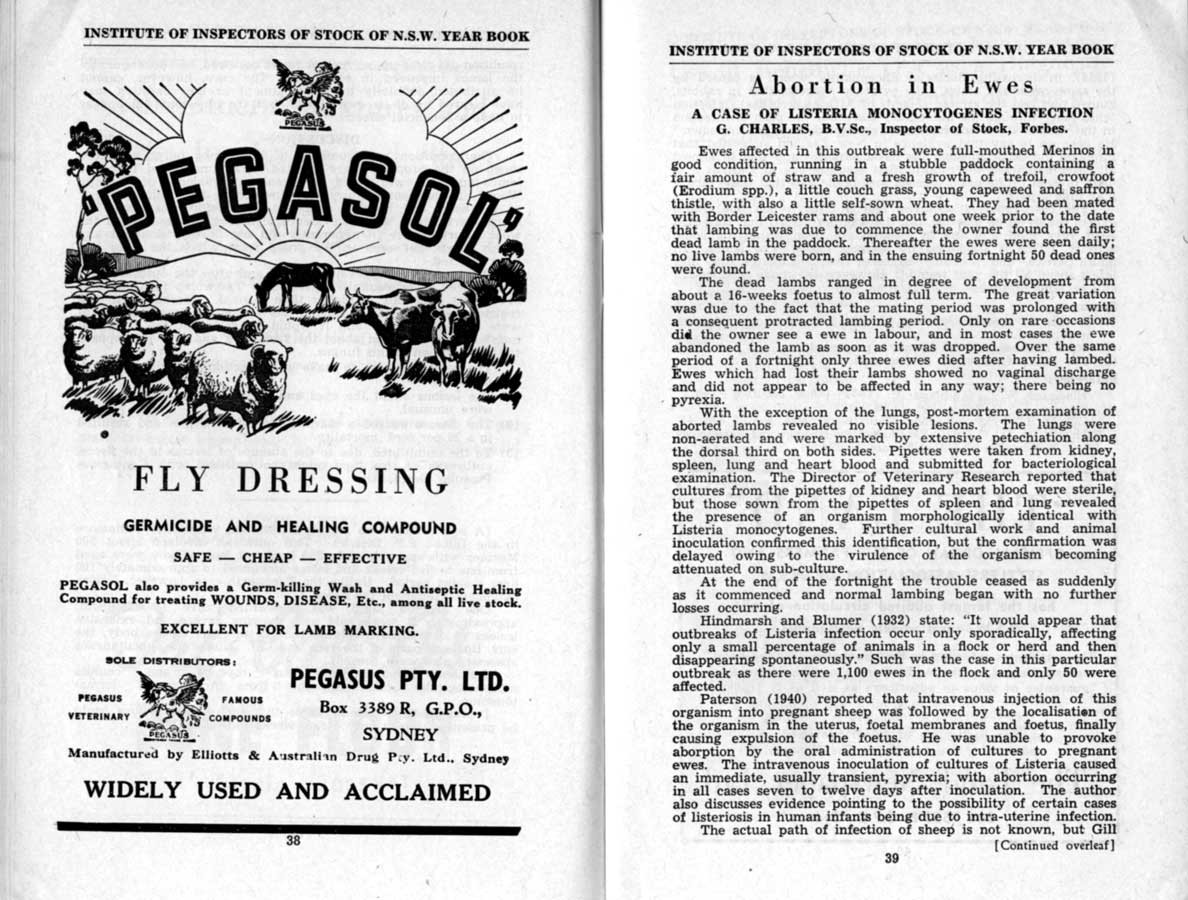 INSTITUTE OF INSPECTORS OF STOCK OF N.S.W. YEAR BOOK
PEGASUS
'PEGASOL'
FLY DRESSING
GERMICIDE AND HEALING COMPOUND
SAFE — CHEAP — EFFECTIVE
PEGASOL also provides a Germ-killing Wash and Antiseptic Healing
Compound for treating WOUNDS, DISEASE, Etc., among all live stock.
EXCELLENT FOR LAMB MARKING.
SOLE DISTRIBUTORS:
PEGASUS FAMOUS
VETERINARY COMPOUNDS
PEGASUS
PEGASUS PTY. LTD.
Box 3389 R, G.P.O.,
SYDNEY
Manufactured by Elliotts & Australian Drug Pty. Ltd., Sydney
WIDELY USED AND ACCLAIMED
38
INSTITUTE OF INSPECTORS OF STOCK OF N.S.W. YEAR BOOK
Abortion in Ewes
A CASE OF LISTERIA MONOCYTOGENES INFECTION
G. CHARLES, B.V.Sc., Inspector of Stock, Forbes.
Ewes affected in this outbreak were full-mouthed Merinos in
good condition, running in a stubble paddock containing a
fair amount of straw and a fresh growth of trefoil, crowfoot
(Erodium spp.), a little couch grass, young capeweed and saffron
thistle, with also a little self-sown wheat. They had been mated
with Border Leicester rams and about one week prior to the date
that lambing was due to commence the owner found the first
dead lamb in the paddock. Thereafter the ewes were seen daily;
no live lambs were born, and in the ensuing fortnight 50 dead ones
were found.
The dead lambs ranged in degree of development from
about a 16-weeks foetus to almost full term. The great variation
was due to the fact that the mating period was prolonged with
a consequent protracted lambing period. Only on rare occasions
did the owner see a ewe in labour, and in most cases the ewe
abandoned the lamb as soon as it was dropped. Over the same
period of a fortnight only three ewes died after having lambed.
Ewes which had lost their lambs showed no vaginal discharge
and did not appear to be affected in any way; there being no
pyrexia.
With the exception of the lungs, post-mortem examination of
aborted lambs revealed no visible lesions. The lungs were
non-aerated and were marked by extensive petechiation along
the dorsal third on both sides. Pipettes were taken from kidney,
spleen, lung and heart blood and submitted for bacteriological
examination. The Director of Veterinary Research reported that
cultures from the pipettes of kidney and heart blood were sterile,
but those sown from the pipettes of spleen and lung revealed
the presence of an organism morphologically identical with
Listeria monocytogenes. Further cultural work and animal
inoculation confirmed this identification, but the confirmation was
delayed owing to the virulence of the organism becoming
attenuated on sub-culture.
At the end of the fortnight the trouble ceased as suddenly
as it commenced and normal lambing began with no further
losses occurring.
Hindmarsh and Blumer (1932) state: "It would appear that
outbreaks of Listeria infection occur only sporadically, affecting
only a small percentage of animals in a flock or herd and then
disappearing spontaneously." Such was the case in this particular
outbreak as there were 1,100 ewes in the flock and only 50 were
affected.
Paterson (1940) reported that intravenous injection of this
organism into pregnant sheep was followed by the localisation of
the organism in the uterus, foetal membranes and foetus, finally
causing expulsion of the foetus. He was unable to provoke
aborption by the oral administration of cultures to pregnant
ewes. The intravenous inoculation of cultures of Listeria caused
an immediate, usually transient, pyrexia; with abortion occurring
in all cases seven to twelve days after inoculation. The author
also discusses evidence pointing to the possibility of certain cases
of listeriosis in human infants being due to intra-uterine infection.
The actual path of infection of sheep is not known, but Gill
[Continued overleaf]
39